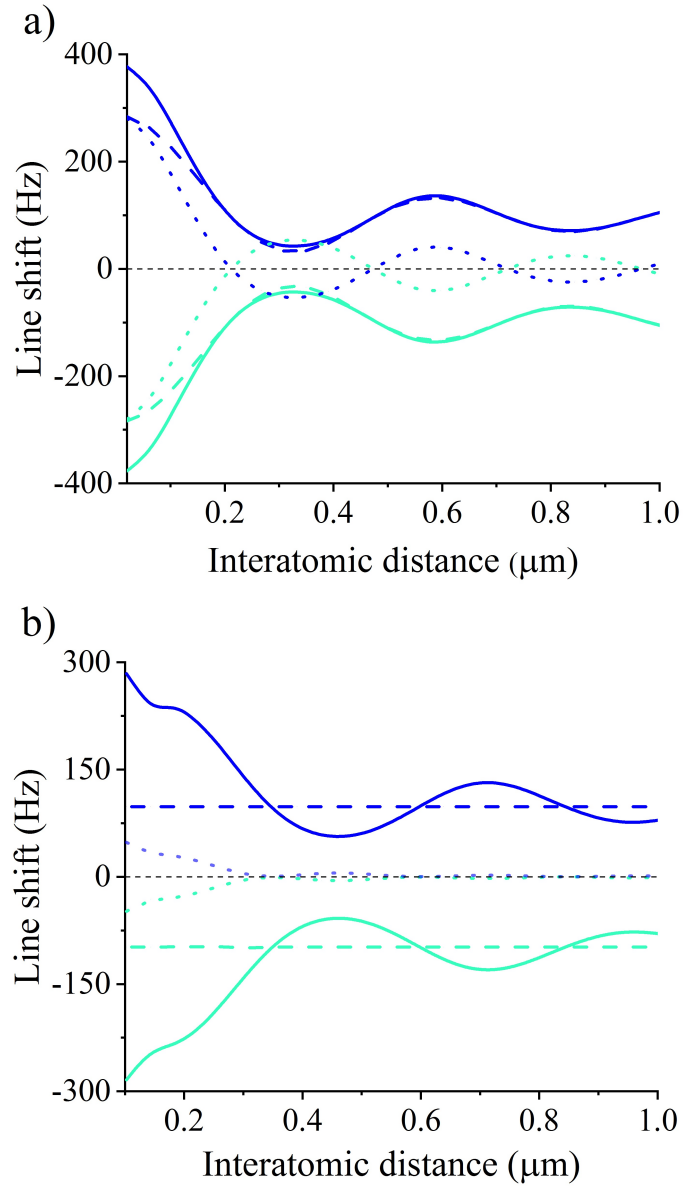 a)
400
200
0
-200
-400
Line shift (Hz)
0.2 0.4 0.6 0.8 1.0
Interatomic distance (μm)
b)
300
150
0
-150
-300
Line shift (Hz)
0.2 0.4 0.6 0.8 1.0
Interatomic distance (μm)